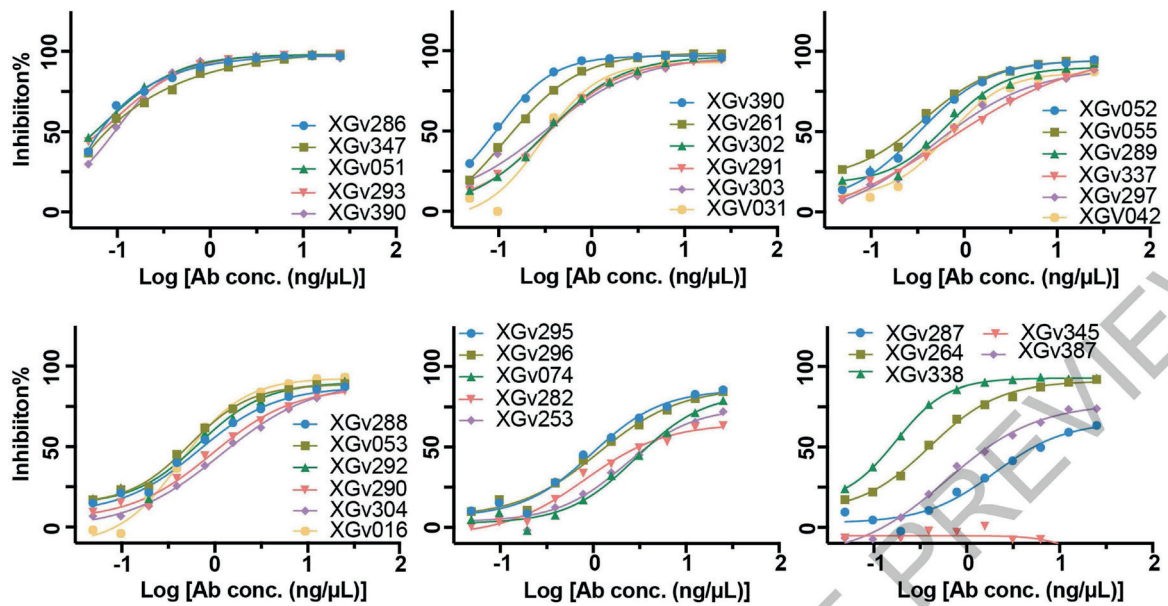 Inhibiiton%
100
50
0
XGv286
XGv347
XGv051
XGv293
XGv390
-1
0
1
2
Log [Ab conc. (ng/µL)]
100
50
0
XGv390
XGv261
XGv302
XGv291
XGv303
XGV031
-1
0
1
2
Log [Ab conc. (ng/µL)]
100
50
0
XGv052
XGv055
XGv289
XGv337
XGv297
XGV042
-1
0
1
2
Log [Ab conc. (ng/µL)]
Inhibiiton%
100
50
0
XGv288
XGv053
XGv292
XGv290
XGv304
XGv016
-1
0
1
2
Log [Ab conc. (ng/µL)]
100
50
0
XGv295
XGv296
XGv074
XGv282
XGv253
-1
0
1
2
Log [Ab conc. (ng/µL)]
100
50
0
XGv287 XGv345
XGv264 XGv387
XGv338
-1
0
1
2
Log [Ab conc. (ng/µL)]
PREVIEW